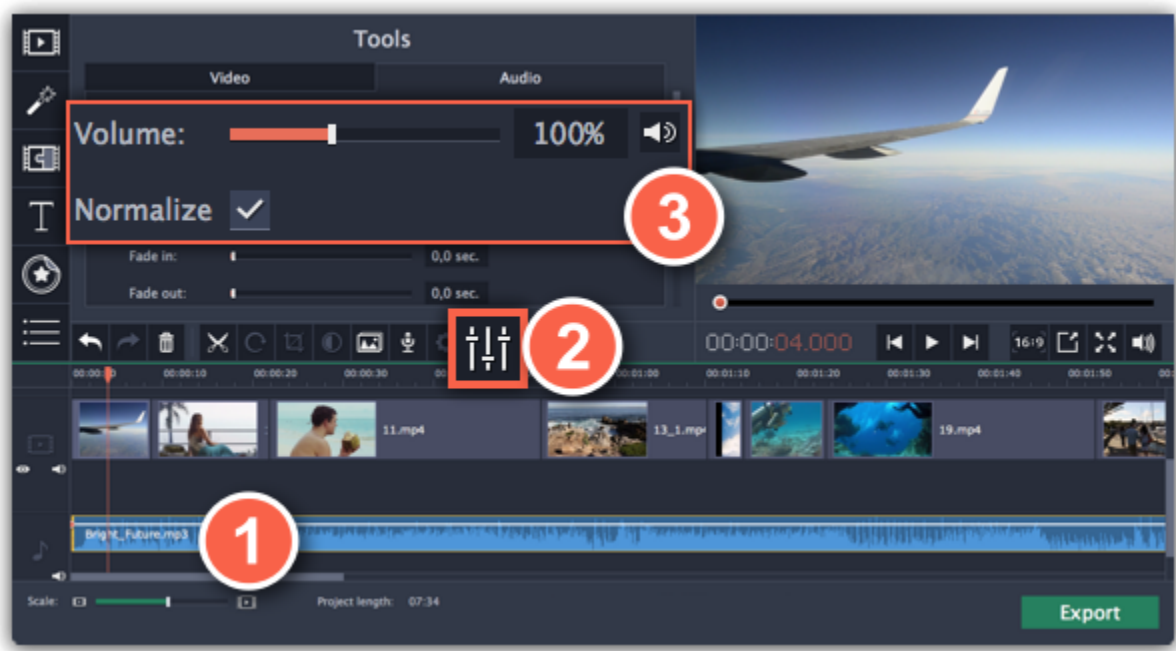 Tools
Video Audio
Volume: 100%
Normalize
3
T
Fade in: 0,0 sec.
Fade out: 0,0 sec.
2
00:00:04.000 16:9
00:00:10 00:00:20 00:00:30 00:01:00 00:01:10 00:01:20 00:01:30 00:01:40 00:01:50
11.mp4 13_1.mp4 19.mp4
Bright_Future.mp3 1
Scale: Project length: 07:34
Export